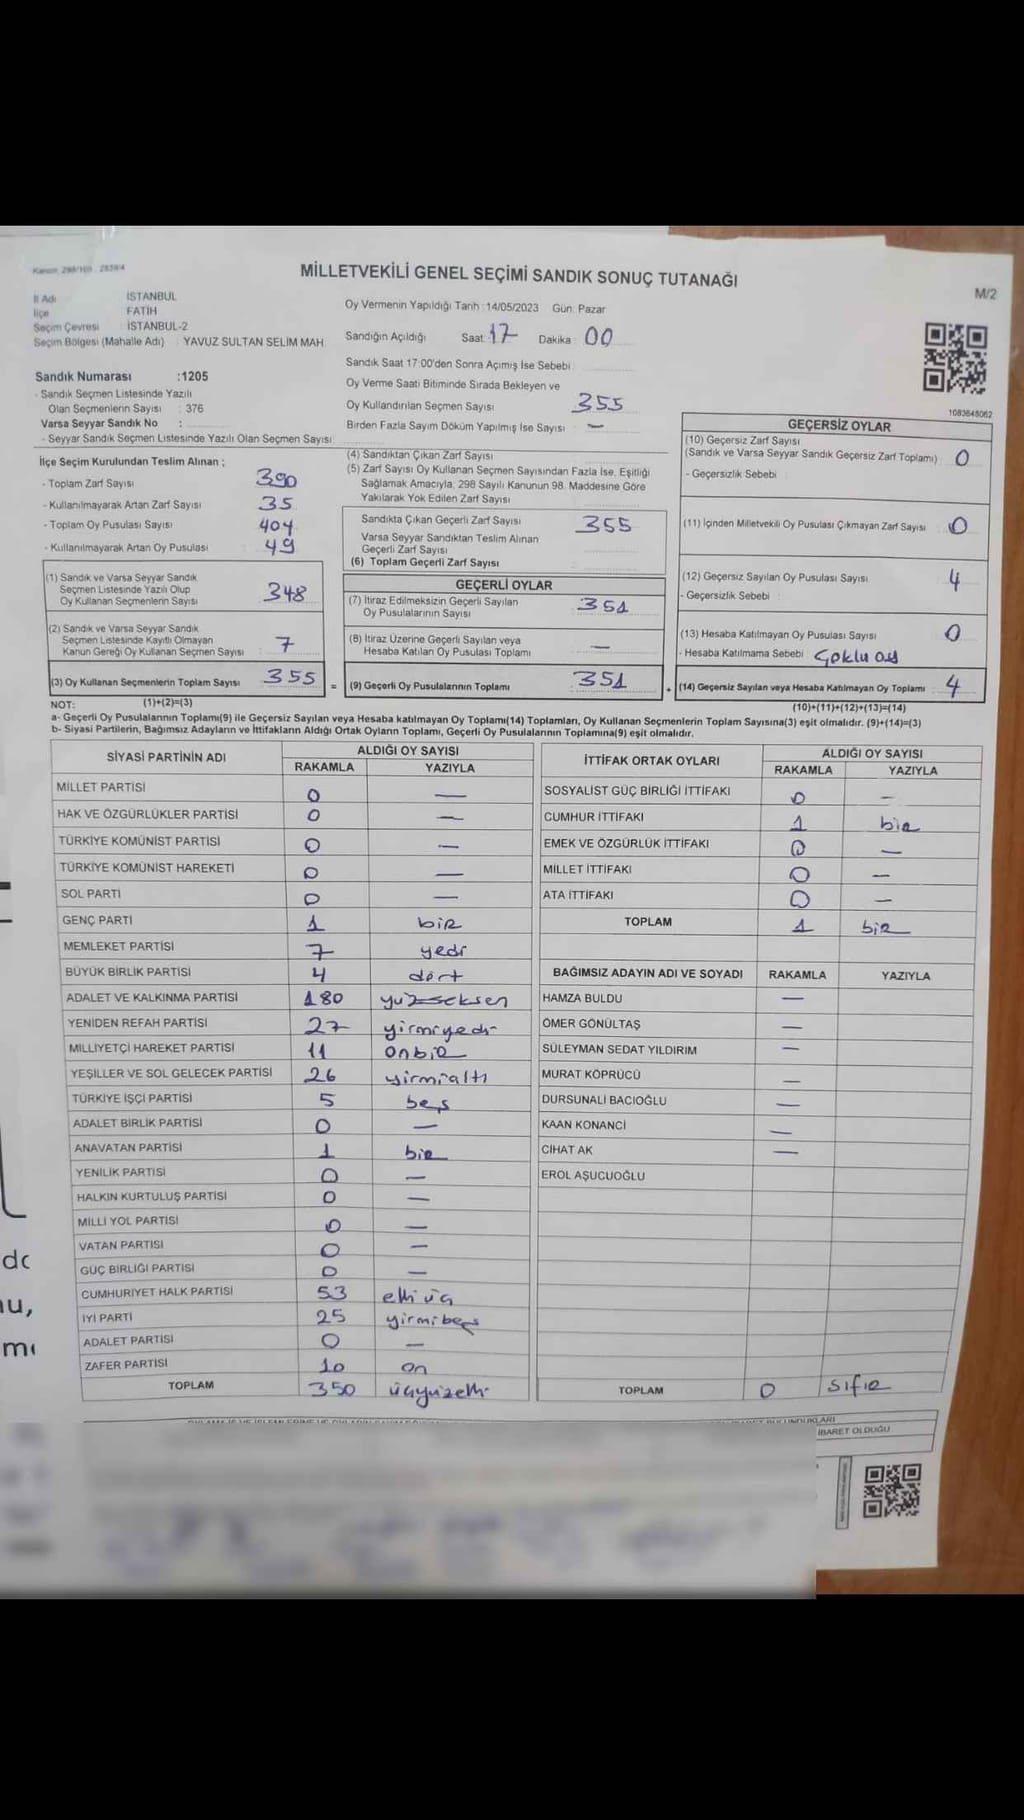 Kanun: 298/105 , 2839/4
MİLLETVEKİLİ GENEL SEÇİMİ SANDIK SONUÇ TUTANAĞI
M/2
İl Adı : İSTANBUL
İlçe : FATİH
Seçim Çevresi : İSTANBUL-2
Seçim Bölgesi (Mahalle Adı) : YAVUZ SULTAN SELİM MAH
Sandık Numarası :1205
- Sandık Seçmen Listesinde Yazılı
Olan Seçmenlerin Sayısı : 376
Varsa Seyyar Sandık No :
- Seyyar Sandık Seçmen Listesinde Yazılı Olan Seçmen Sayısı :
Oy Vermenin Yapıldığı Tarih :14/05/2023 Gün: Pazar
Sandığın Açıldığı Saat: 17 Dakika : 00
Sandık Saat 17:00'den Sonra Açımış İse Sebebi :
Oy Verme Saati Bitiminde Sırada Bekleyen ve
Oy Kullandırılan Seçmen Sayısı 355
Birden Fazla Sayım Döküm Yapılmış İse Sayısı : —
1083648062
İlçe Seçim Kurulundan Teslim Alınan ;
- Toplam Zarf Sayısı 390
- Kullanılmayarak Artan Zarf Sayısı : 35
- Toplam Oy Pusulası Sayısı : 404
- Kullanılmayarak Artan Oy Pusulası : 49
(1) Sandık ve Varsa Seyyar Sandık
Seçmen Listesinde Yazılı Olup
Oy Kullanan Seçmenlerin Sayısı : 348
(2) Sandık ve Varsa Seyyar Sandık
Seçmen Listesinde Kayıtlı Olmayan
Kanun Gereği Oy Kullanan Seçmen Sayısı : 7
(3) Oy Kullanan Seçmenlerin Toplam Sayısı : 355
(1)+(2)=(3)
(4) Sandıktan Çıkan Zarf Sayısı
(5) Zarf Sayısı Oy Kullanan Seçmen Sayısından Fazla İse, Eşitliği
Sağlamak Amacıyla; 298 Sayılı Kanunun 98. Maddesine Göre
Yakılarak Yok Edilen Zarf Sayısı
Sandıkta Çıkan Geçerli Zarf Sayısı : 355
Varsa Seyyar Sandıktan Teslim Alınan
Geçerli Zarf Sayısı
(6) Toplam Geçerli Zarf Sayısı
GEÇERLİ OYLAR
(7) İtiraz Edilmeksizin Geçerli Sayılan
Oy Pusulalarının Sayısı : 351
(8) İtiraz Üzerine Geçerli Sayılan veya
Hesaba Katılan Oy Pusulası Toplamı : —
= (9) Geçerli Oy Pusulalarının Toplamı : 351
GEÇERSİZ OYLAR
(10) Geçersiz Zarf Sayısı
(Sandık ve Varsa Seyyar Sandık Geçersiz Zarf Toplamı) : 0
- Geçersizlik Sebebi :
(11) İçinden Milletvekili Oy Pusulası Çıkmayan Zarf Sayısı : 0
(12) Geçersiz Sayılan Oy Pusulası Sayısı : 4
- Geçersizlik Sebebi :
(13) Hesaba Katılmayan Oy Pusulası Sayısı : 0
- Hesaba Katılmama Sebebi : Çoklu oy
+ (14) Geçersiz Sayılan veya Hesaba Katılmayan Oy Toplamı : 4
(10)+(11)+(12)+(13)=(14)
NOT:
a- Geçerli Oy Pusulalarının Toplamı(9) ile Geçersiz Sayılan veya Hesaba katılmayan Oy Toplamı(14) Toplamları, Oy Kullanan Seçmenlerin Toplam Sayısına(3) eşit olmalıdır. (9)+(14)=(3)
b- Siyasi Partilerin, Bağımsız Adayların ve İttifakların Aldığı Ortak Oyların Toplamı, Geçerli Oy Pusulalarının Toplamına(9) eşit olmalıdır.
SİYASİ PARTİNİN ADI ALDIĞI OY SAYISI
RAKAMLA YAZIYLA
MİLLET PARTİSİ 0 —
HAK VE ÖZGÜRLÜKLER PARTİSİ 0 —
TÜRKİYE KOMÜNİST PARTİSİ 0 —
TÜRKİYE KOMÜNİST HAREKETİ 0 —
SOL PARTİ 0 —
GENÇ PARTİ 1 bir
MEMLEKET PARTİSİ 7 yedi
BÜYÜK BİRLİK PARTİSİ 4 dört
ADALET VE KALKINMA PARTİSİ 180 yüzseksen
YENİDEN REFAH PARTİSİ 27 yirmiyedi
MİLLİYETÇİ HAREKET PARTİSİ 11 onbir
YEŞİLLER VE SOL GELECEK PARTİSİ 26 yirmialtı
TÜRKİYE İŞÇİ PARTİSİ 5 beş
ADALET BİRLİK PARTİSİ 0 —
ANAVATAN PARTİSİ 1 bir
YENİLİK PARTİSİ 0 —
HALKIN KURTULUŞ PARTİSİ 0 —
MİLLİ YOL PARTİSİ 0 —
VATAN PARTİSİ 0 —
GÜÇ BİRLİĞİ PARTİSİ 0 —
CUMHURİYET HALK PARTİSİ 53 elliüç
İYİ PARTİ 25 yirmibeş
ADALET PARTİSİ 0 —
ZAFER PARTİSİ 10 on
TOPLAM 350 üçyüzelli
İTTİFAK ORTAK OYLARI ALDIĞI OY SAYISI
RAKAMLA YAZIYLA
SOSYALİST GÜÇ BİRLİĞİ İTTİFAKI 0 —
CUMHUR İTTİFAKI 1 bir
EMEK VE ÖZGÜRLÜK İTTİFAKI 0 —
MİLLET İTTİFAKI 0 —
ATA İTTİFAKI 0 —
TOPLAM 1 bir
BAĞIMSIZ ADAYIN ADI VE SOYADI RAKAMLA YAZIYLA
HAMZA BULDU —
ÖMER GÖNÜLTAŞ —
SÜLEYMAN SEDAT YILDIRIM —
MURAT KÖPRÜCÜ —
DURSUNALİ BACIOĞLU —
KAAN KONANCİ —
CİHAT AK —
EROL AŞUCUOĞLU
TOPLAM 0 sıfır
İBARET OLDUĞU